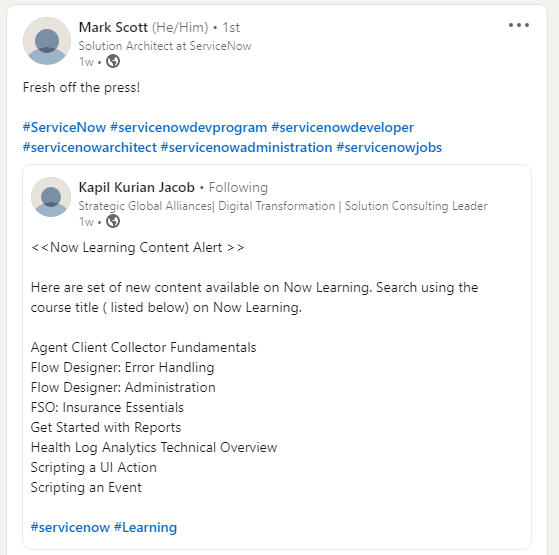 Mark Scott (He/Him) • 1st
Solution Architect at ServiceNow
1w •
Fresh off the press!
#ServiceNow #servicenowdevprogram #servicenowdeveloper
#servicenowarchitect #servicenowadministration #servicenowjobs
Kapil Kurian Jacob • Following
Strategic Global Alliances| Digital Transformation | Solution Consulting Leader
1w •
<<Now Learning Content Alert >>
Here are set of new content available on Now Learning. Search using the
course title ( listed below) on Now Learning.
Agent Client Collector Fundamentals
Flow Designer: Error Handling
Flow Designer: Administration
FSO: Insurance Essentials
Get Started with Reports
Health Log Analytics Technical Overview
Scripting a UI Action
Scripting an Event
#servicenow #Learning